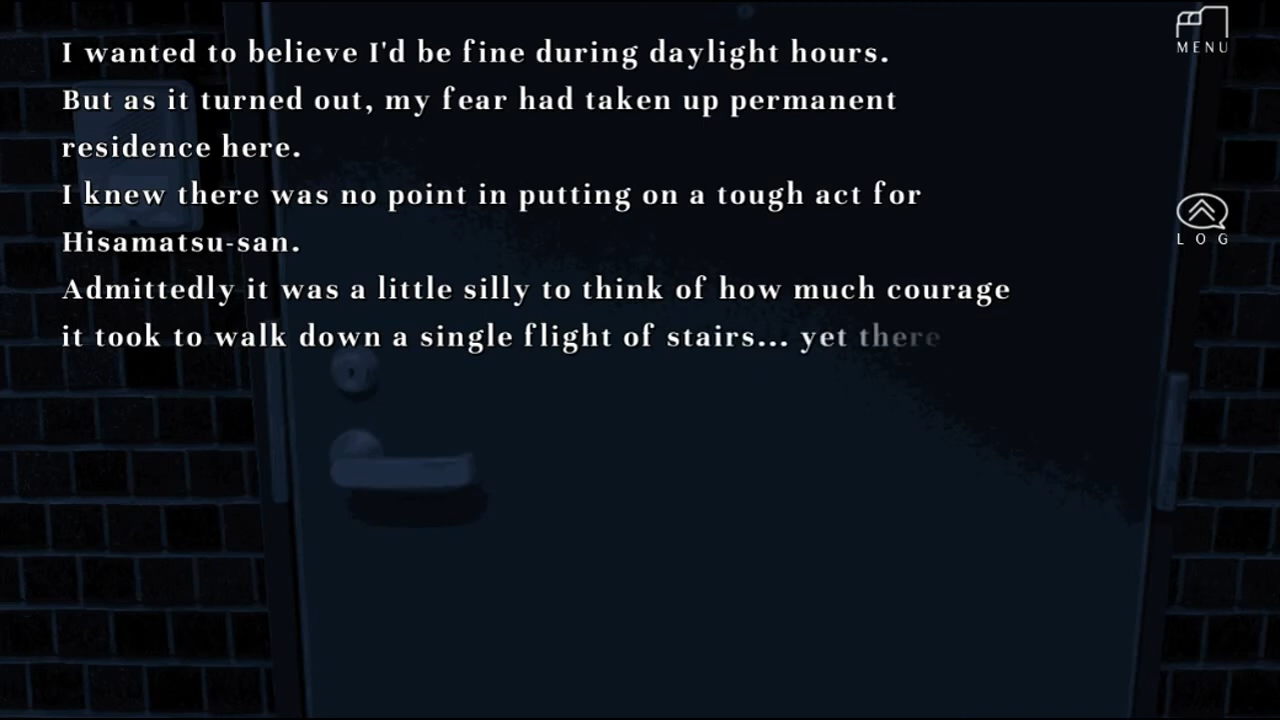 I wanted to believe I'd be fine during daylight hours.
MENU
But as it turned out, my fear had taken up permanent
residence here.
I knew there was no point in putting on a tough act for
LOG
Hisamatsu-san.
Admittedly it was a little silly to think of how much courage
it took to walk down a single flight of stairs... yet there